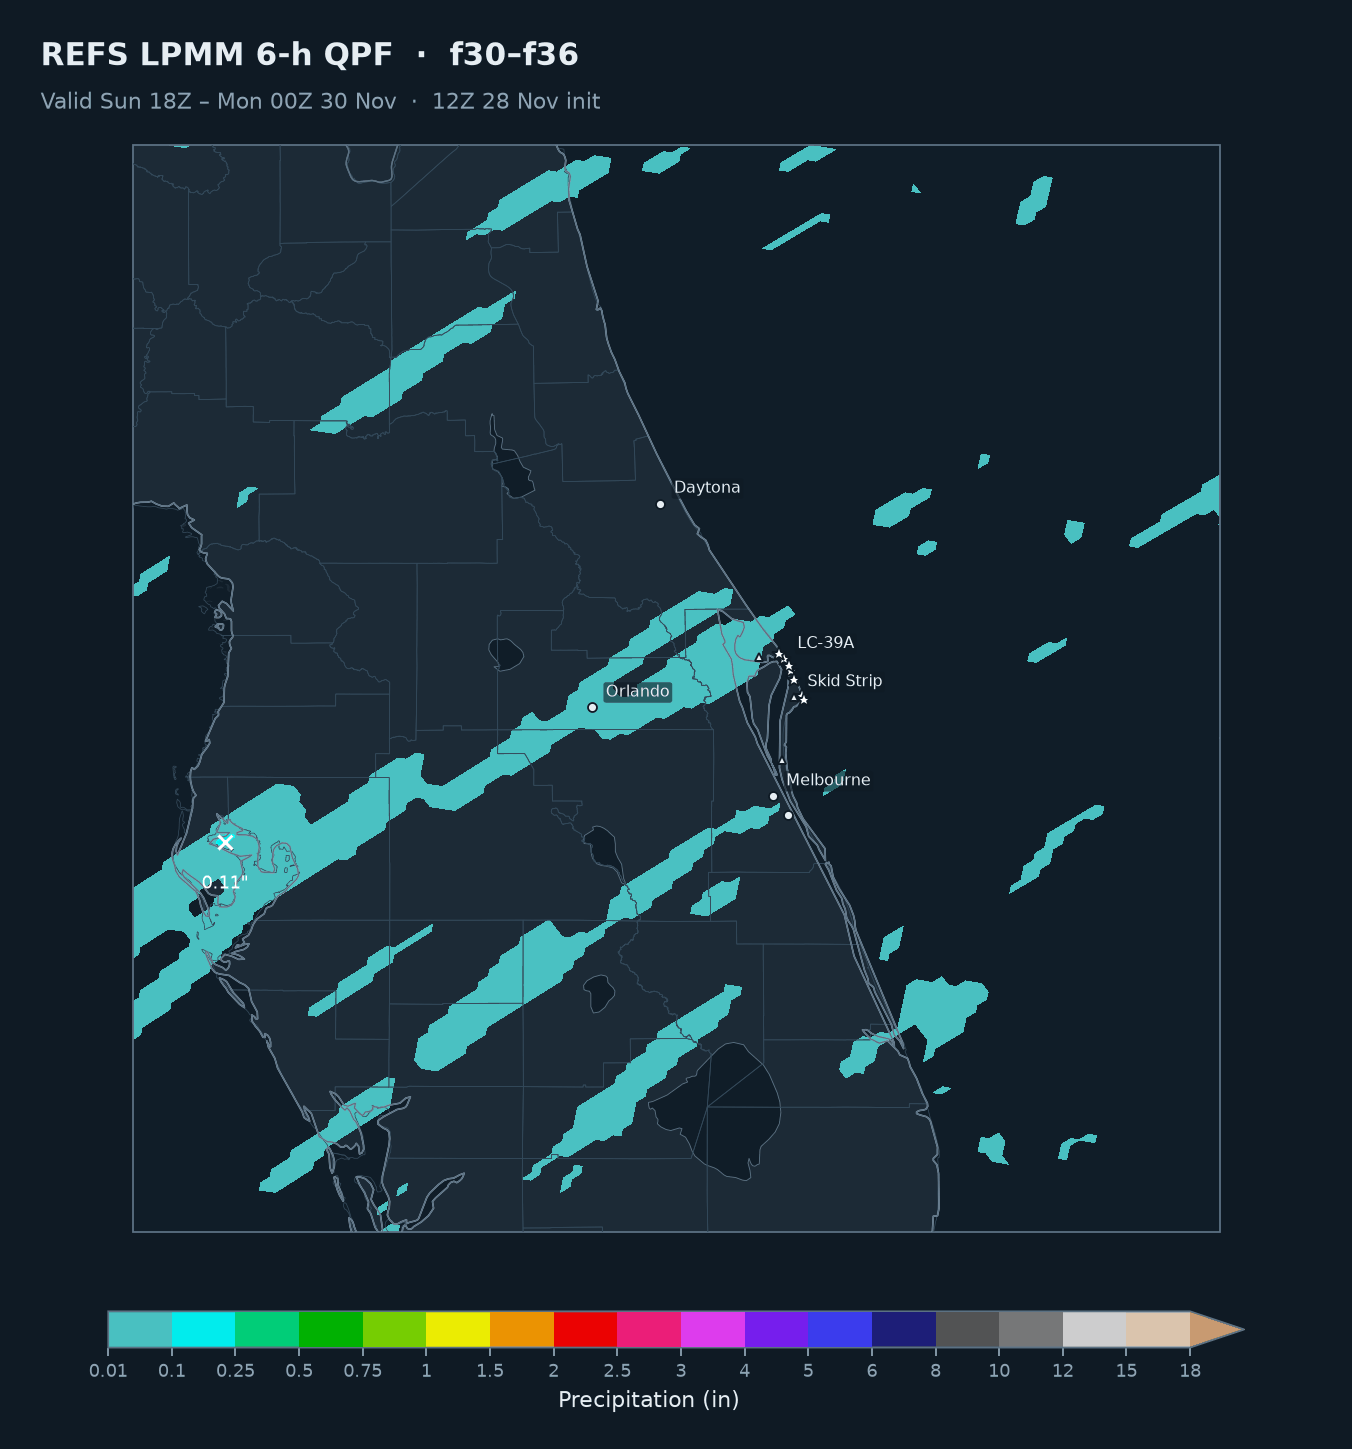 REFS LPMM 6-h QPF · f30–f36
Valid Sun 18Z – Mon 00Z 30 Nov · 12Z 28 Nov init
Daytona
LC-39A
Skid Strip
Orlando
Melbourne
0.11"
0.01 0.1 0.25 0.5 0.75 1 1.5 2 2.5 3 4 5 6 8 10 12 15 18
Precipitation (in)